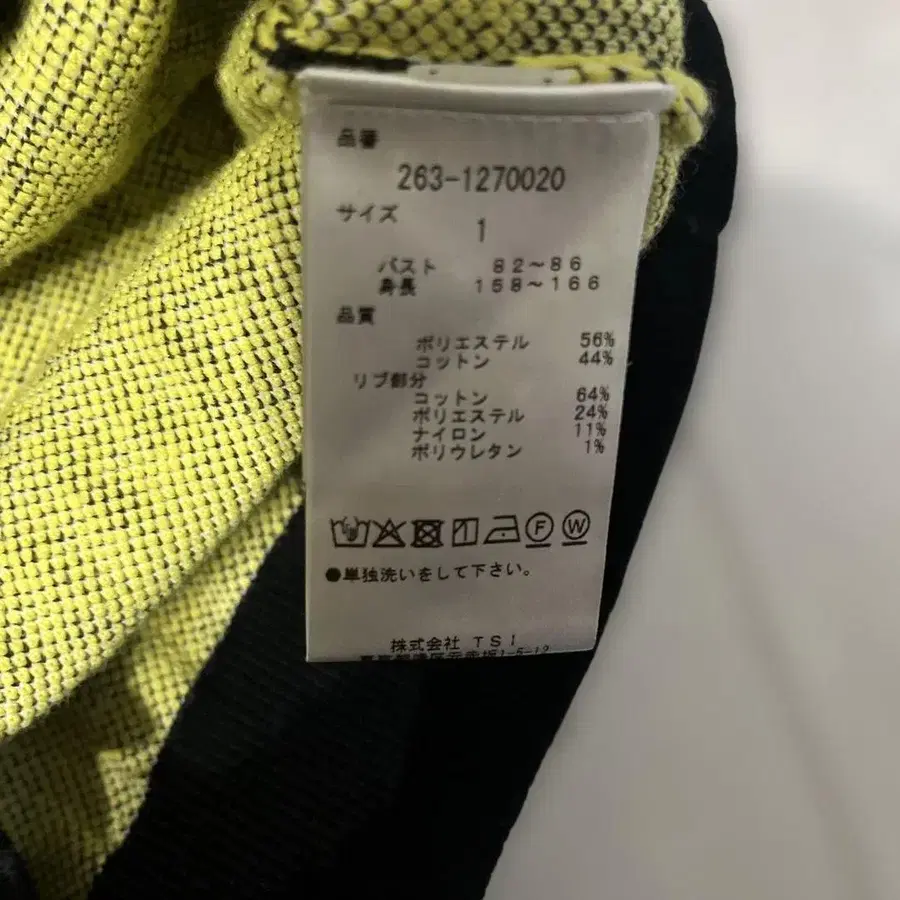 品番
263-1270020
サイズ
1
バスト 82～86
身長 158～166
品質
ポリエステル 56%
コットン 44%
リブ部分
コットン 64%
ポリエステル 24%
ナイロン 11%
ポリウレタン 1%
F W
●単独洗いをして下さい。
株式会社 TSI